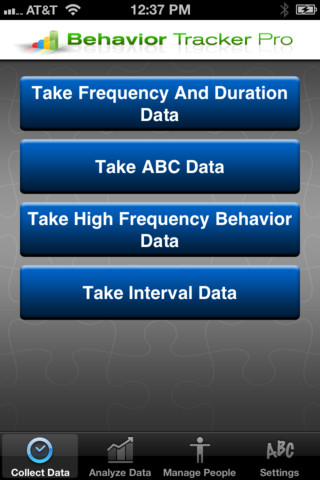 AT&T 12:37 PM
Behavior Tracker Pro
Take Frequency And Duration
Data
Take ABC Data
Take High Frequency Behavior
Data
Take Interval Data
ABC
Collect Data Analyze Data Manage People Settings